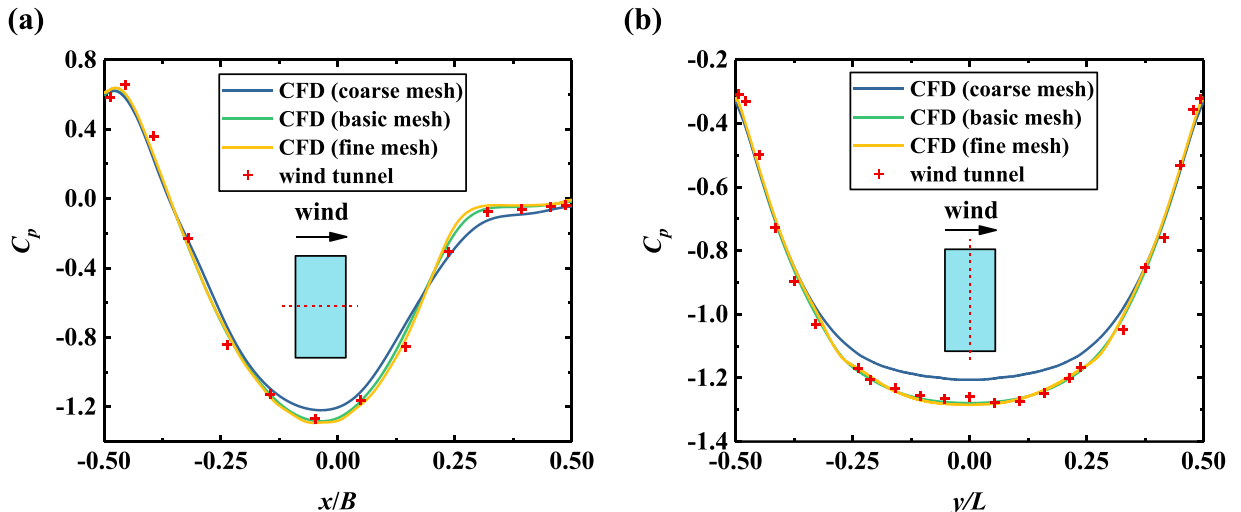 (a)
0.8
0.4
0.0
-0.4
-0.8
-1.2
C_p
CFD (coarse mesh)
CFD (basic mesh)
CFD (fine mesh)
wind tunnel
wind
-0.50
-0.25
0.00
0.25
0.50
x/B
(b)
-0.2
-0.4
-0.6
-0.8
-1.0
-1.2
-1.4
C_p
CFD (coarse mesh)
CFD (basic mesh)
CFD (fine mesh)
wind tunnel
wind
-0.50
-0.25
0.00
0.25
0.50
y/L